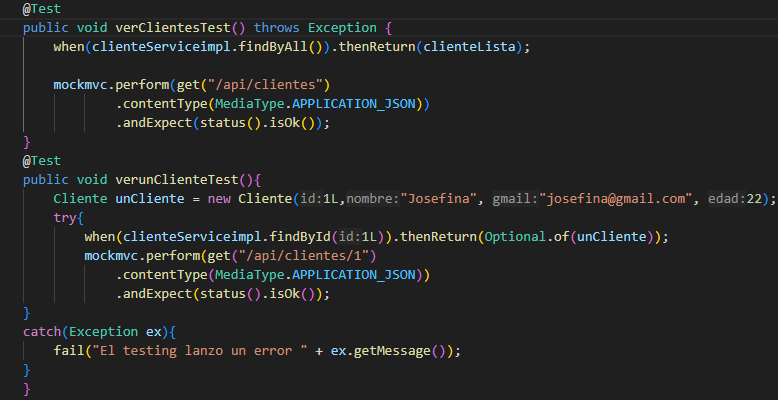 @Test
public void verClientesTest() throws Exception {
    when(clienteServiceimpl.findByAll()).thenReturn(clienteLista);

    mockmvc.perform(get("/api/clientes")
            .contentType(MediaType.APPLICATION_JSON))
            .andExpect(status().isOk());
}
@Test
public void verunClienteTest(){
    Cliente unCliente = new Cliente(id:1L,nombre:"Josefina", gmail:"josefina@gmail.com", edad:22);
    try{
        when(clienteServiceimpl.findById(id:1L)).thenReturn(Optional.of(unCliente));
        mockmvc.perform(get("/api/clientes/1")
            .contentType(MediaType.APPLICATION_JSON))
            .andExpect(status().isOk());
}
catch(Exception ex){
    fail("El testing lanzo un error " + ex.getMessage());
}
}